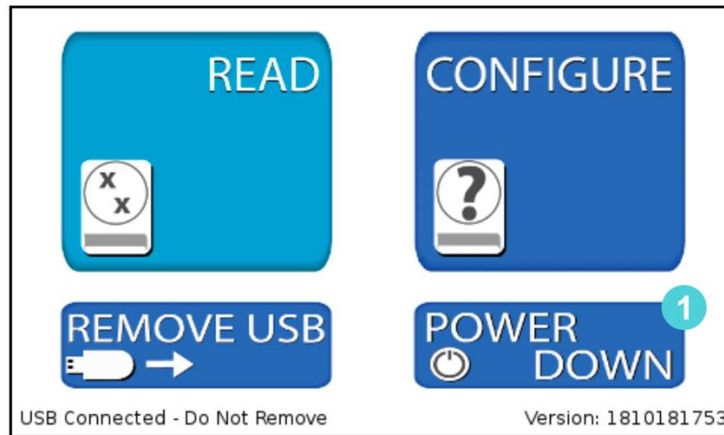 READ
x
x
CONFIGURE
?
REMOVE USB
POWER
DOWN
1
USB Connected - Do Not Remove
Version: 1810181753